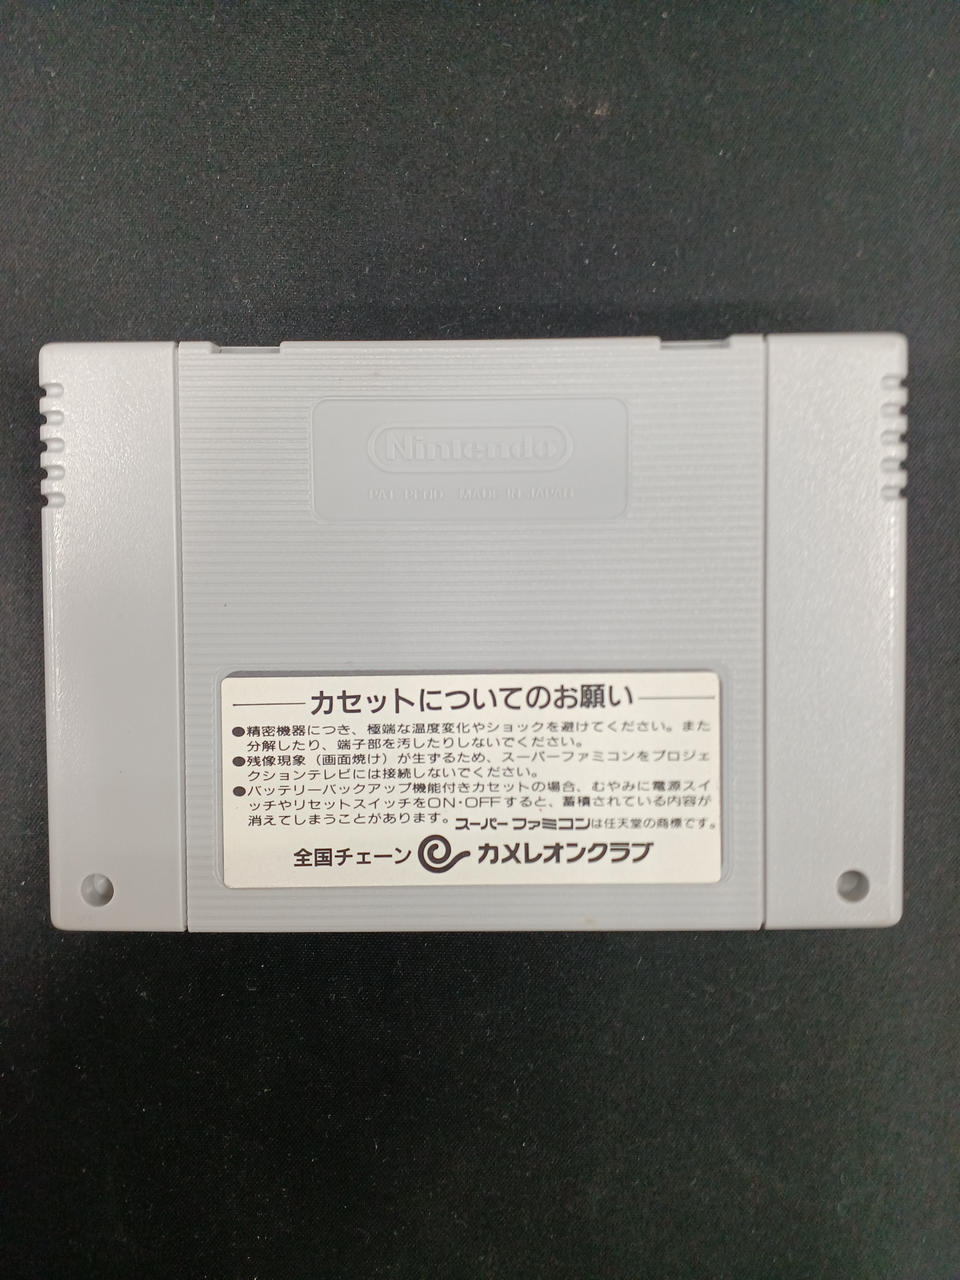 Nintendo
PAT. PEND. MADE IN JAPAN
カセットについてのお願い
●精密機器につき、極端な温度変化やショックを避けてください。また
分解したり、端子部を汚したりしないでください。
●残像現象（画面焼け）が生ずるため、スーパーファミコンをプロジェ
クションテレビには接続しないでください。
●バッテリーバックアップ機能付きカセットの場合、むやみに電源スイ
ッチやリセットスイッチをON・OFFすると、蓄積されている内容が
消えてしまうことがあります。スーパーファミコンは任天堂の商標です。
全国チェーン カメレオンクラブ